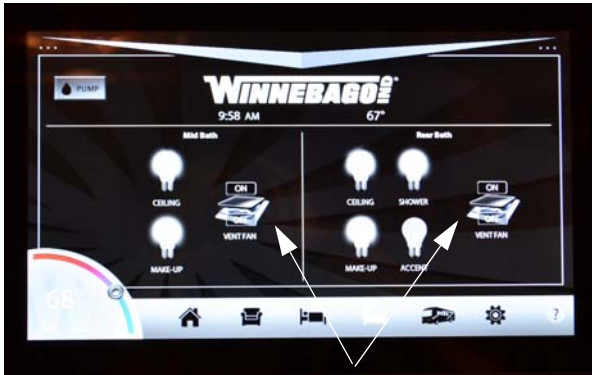 PUMP
WINNEBAGO IND
9:58 AM 67°
Mid Bath Rear Bath
ON ON
CEILING CEILING SHOWER
VENT FAN VENT FAN
MAKE-UP MAKE-UP ACCENT
68°
?